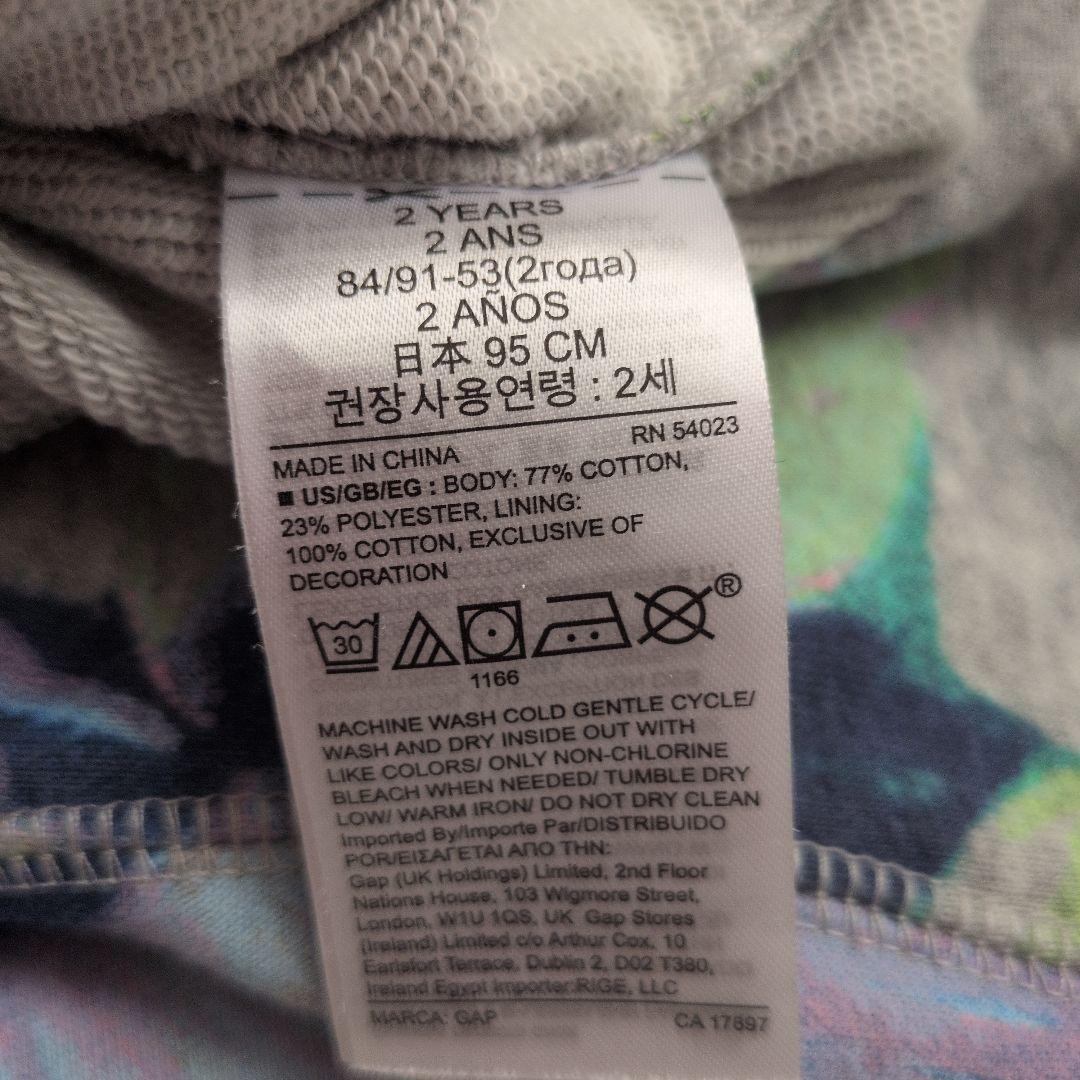 2 YEARS
2 ANS
84/91-53(2года)
2 AÑOS
日本 95 CM
권장사용연령 : 2세
RN 54023
MADE IN CHINA
■ US/GB/EG : BODY: 77% COTTON,
23% POLYESTER, LINING:
100% COTTON, EXCLUSIVE OF
DECORATION
30
®
1166
MACHINE WASH COLD GENTLE CYCLE/
WASH AND DRY INSIDE OUT WITH
LIKE COLORS/ ONLY NON-CHLORINE
BLEACH WHEN NEEDED/ TUMBLE DRY
LOW/ WARM IRON/ DO NOT DRY CLEAN
Imported By/Importe Par/DISTRIBUIDO
POR/ΕΙΣΑΓΕΤΑΙ ΑΠΟ ΤΗΝ:
Gap (UK Holdings) Limited, 2nd Floor
Nations House, 103 Wigmore Street,
London, W1U 1QS, UK Gap Stores
(Ireland) Limited c/o Arthur Cox, 10
Earlsfort Terrace, Dublin 2, D02 T380,
Ireland Egypt importer:RIGE, LLC
MARCA: GAP
CA 17897